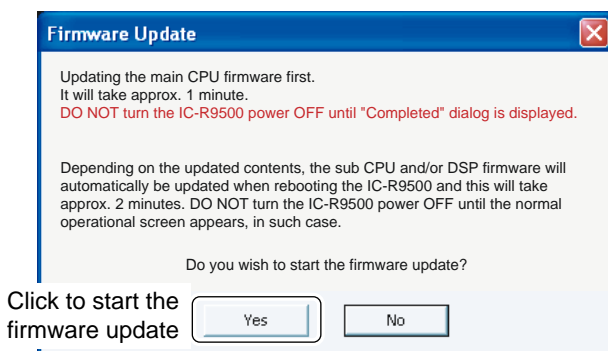 Firmware Update
Updating the main CPU firmware first.
It will take approx. 1 minute.
DO NOT turn the IC-R9500 power OFF until "Completed" dialog is displayed.
Depending on the updated contents, the sub CPU and/or DSP firmware will
automatically be updated when rebooting the IC-R9500 and this will take
approx. 2 minutes. DO NOT turn the IC-R9500 power OFF until the normal
operational screen appears, in such case.
Do you wish to start the firmware update?
Click to start the
firmware update
Yes
No